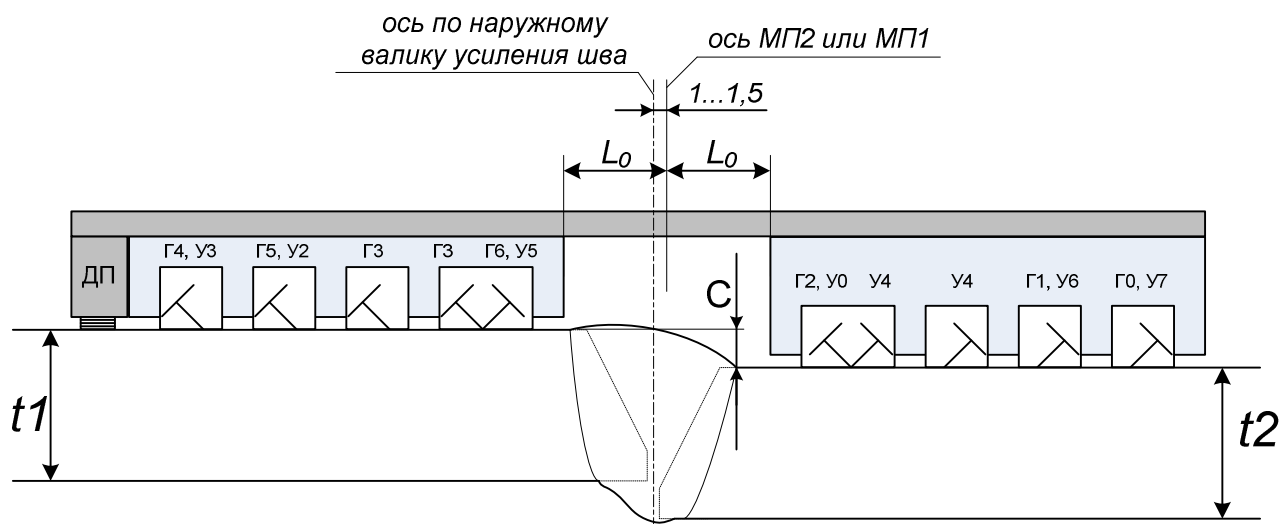 ось по наружному
валику усиления шва
ось МП2 или МП1
1...1,5
L₀ L₀
ДП
Г4, У3 Г5, У2 Г3 Г3 Г6, У5
C
Г2, У0 У4 У4 Г1, У6 Г0, У7
t1
t2